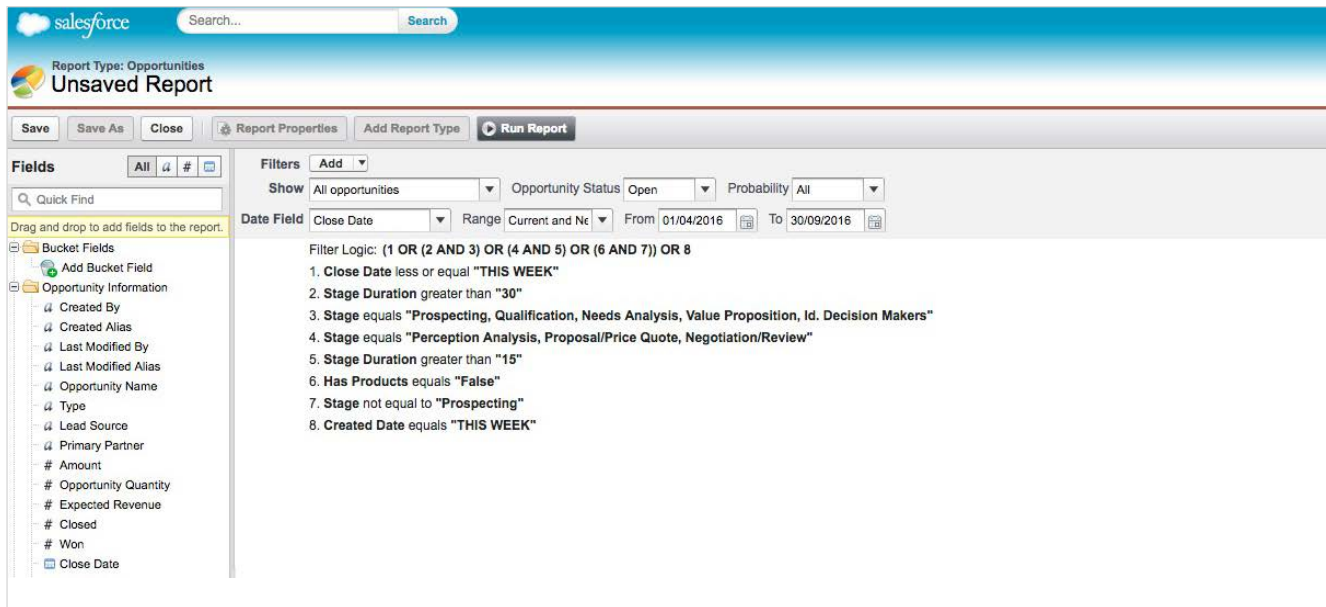 salesforce
Search...
Search
Report Type: Opportunities
Unsaved Report
Save
Save As
Close
Report Properties
Add Report Type
Run Report
Fields
All
a
#
Quick Find
Drag and drop to add fields to the report.
Bucket Fields
Add Bucket Field
Opportunity Information
a Created By
a Created Alias
a Last Modified By
a Last Modified Alias
a Opportunity Name
a Type
a Lead Source
a Primary Partner
# Amount
# Opportunity Quantity
# Expected Revenue
# Closed
# Won
Close Date
Filters Add
Show All opportunities Opportunity Status Open Probability All
Date Field Close Date Range Current and Ne From 01/04/2016 To 30/09/2016
Filter Logic: (1 OR (2 AND 3) OR (4 AND 5) OR (6 AND 7)) OR 8
1. Close Date less or equal "THIS WEEK"
2. Stage Duration greater than "30"
3. Stage equals "Prospecting, Qualification, Needs Analysis, Value Proposition, Id. Decision Makers"
4. Stage equals "Perception Analysis, Proposal/Price Quote, Negotiation/Review"
5. Stage Duration greater than "15"
6. Has Products equals "False"
7. Stage not equal to "Prospecting"
8. Created Date equals "THIS WEEK"